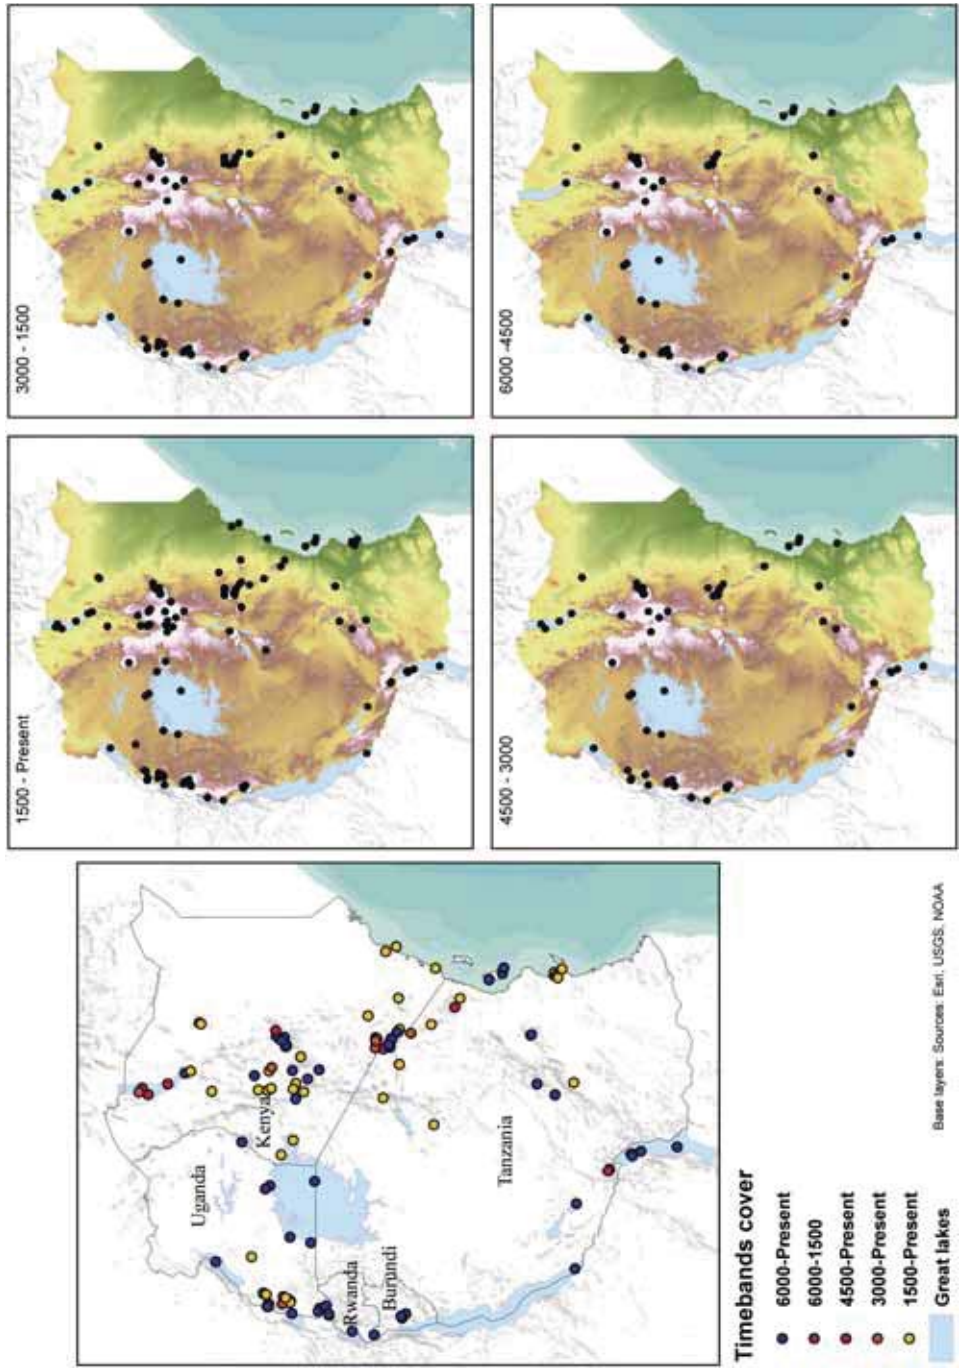 3000 - 1500
6000 -4500
1500 - Present
4500 - 3000
Uganda
Kenya
Rwanda
Burundi
Tanzania
Timebands cover
6000-Present
6000-1500
4500-Present
3000-Present
1500-Present
Great lakes
Base layers: Sources: Esri, USGS, NOAA